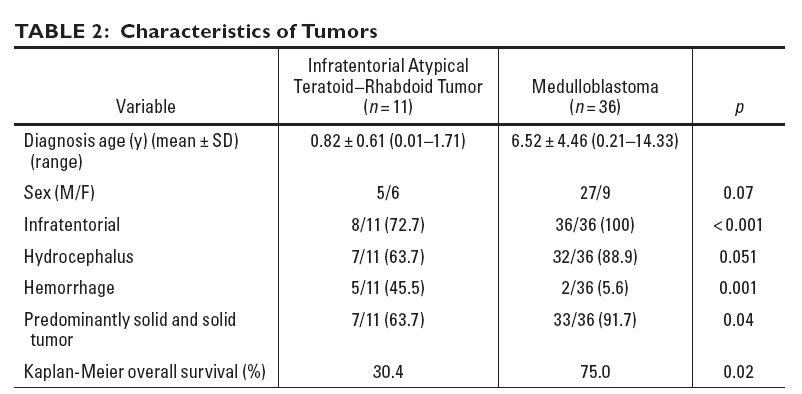 TABLE 2: Characteristics of Tumors
Variable
Infratentorial Atypical
Teratoid–Rhabdoid Tumor
(n = 11)
Medulloblastoma
(n = 36)
p
Diagnosis age (y) (mean ± SD) 0.82 ± 0.61 (0.01–1.71) 6.52 ± 4.46 (0.21–14.33)
(range)
Sex (M/F) 5/6 27/9 0.07
Infratentorial 8/11 (72.7) 36/36 (100) < 0.001
Hydrocephalus 7/11 (63.7) 32/36 (88.9) 0.051
Hemorrhage 5/11 (45.5) 2/36 (5.6) 0.001
Predominantly solid and solid 7/11 (63.7) 33/36 (91.7) 0.04
tumor
Kaplan-Meier overall survival (%) 30.4 75.0 0.02